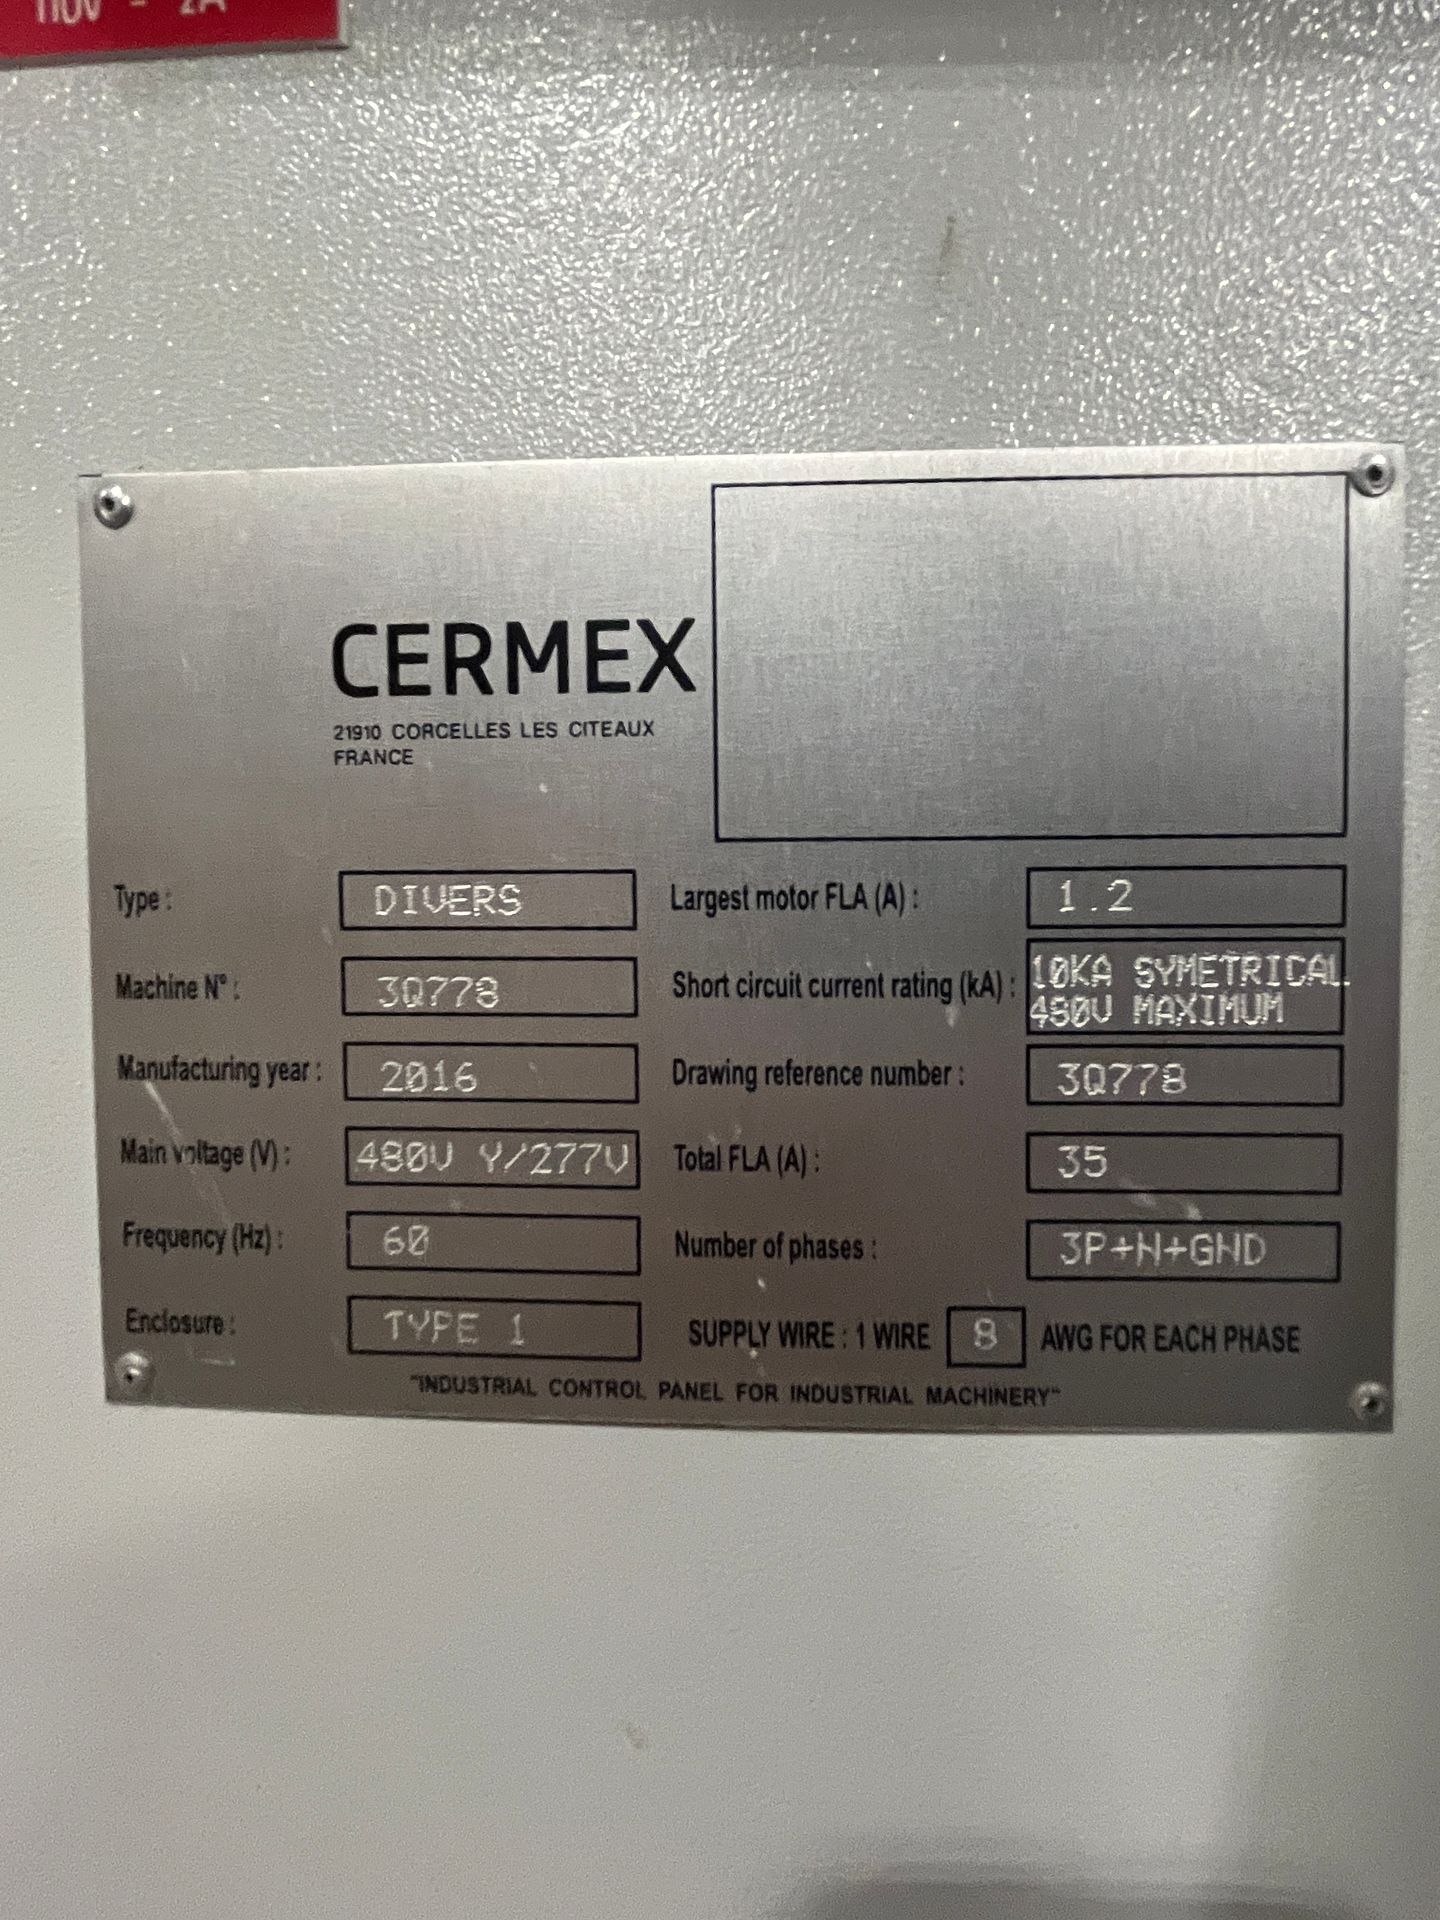 110V - 2A
CERMEX
21910 CORCELLES LES CITEAUX
FRANCE
Type : DIVERS
Machine N° : 3Q778
Manufacturing year : 2016
Main voltage (V) : 480V Y/277V
Frequency (Hz) : 60
Enclosure : TYPE 1
Largest motor FLA (A) : 1.2
Short circuit current rating (kA) : 10KA SYMETRICAL
480V MAXIMUM
Drawing reference number : 3Q778
Total FLA (A) : 35
Number of phases : 3P+N+GND
SUPPLY WIRE : 1 WIRE 8 AWG FOR EACH PHASE
"INDUSTRIAL CONTROL PANEL FOR INDUSTRIAL MACHINERY"